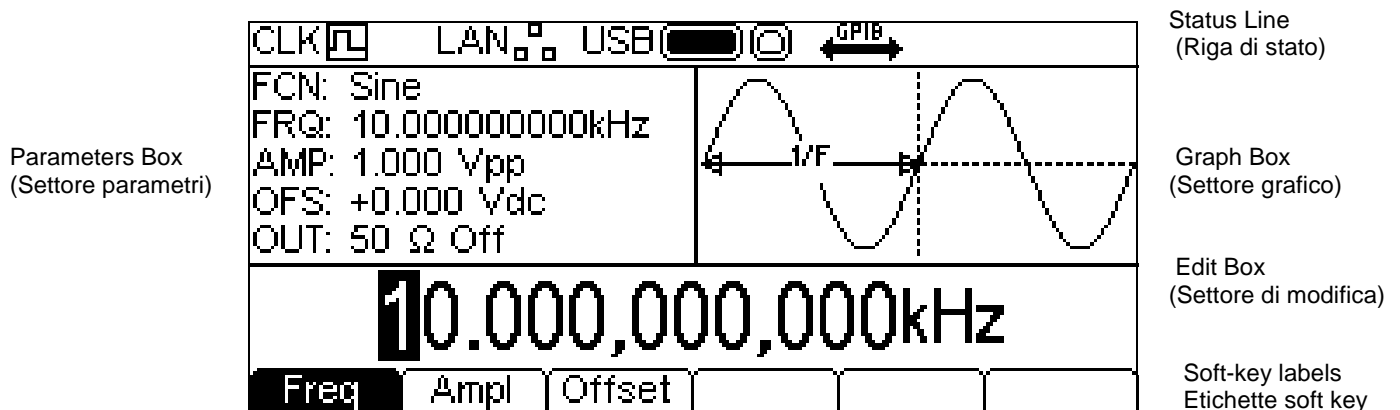 CLK LAN USB GPIB
Status Line
(Riga di stato)
FCN: Sine
FRQ: 10.000000000kHz
AMP: 1.000 Vpp
OFS: +0.000 Vdc
OUT: 50 Ω Off
1/F
Parameters Box
(Settore parametri)
Graph Box
(Settore grafico)
Edit Box
(Settore di modifica)
10.000,000,000kHz
Freq Ampl Offset
Soft-key labels
Etichette soft key